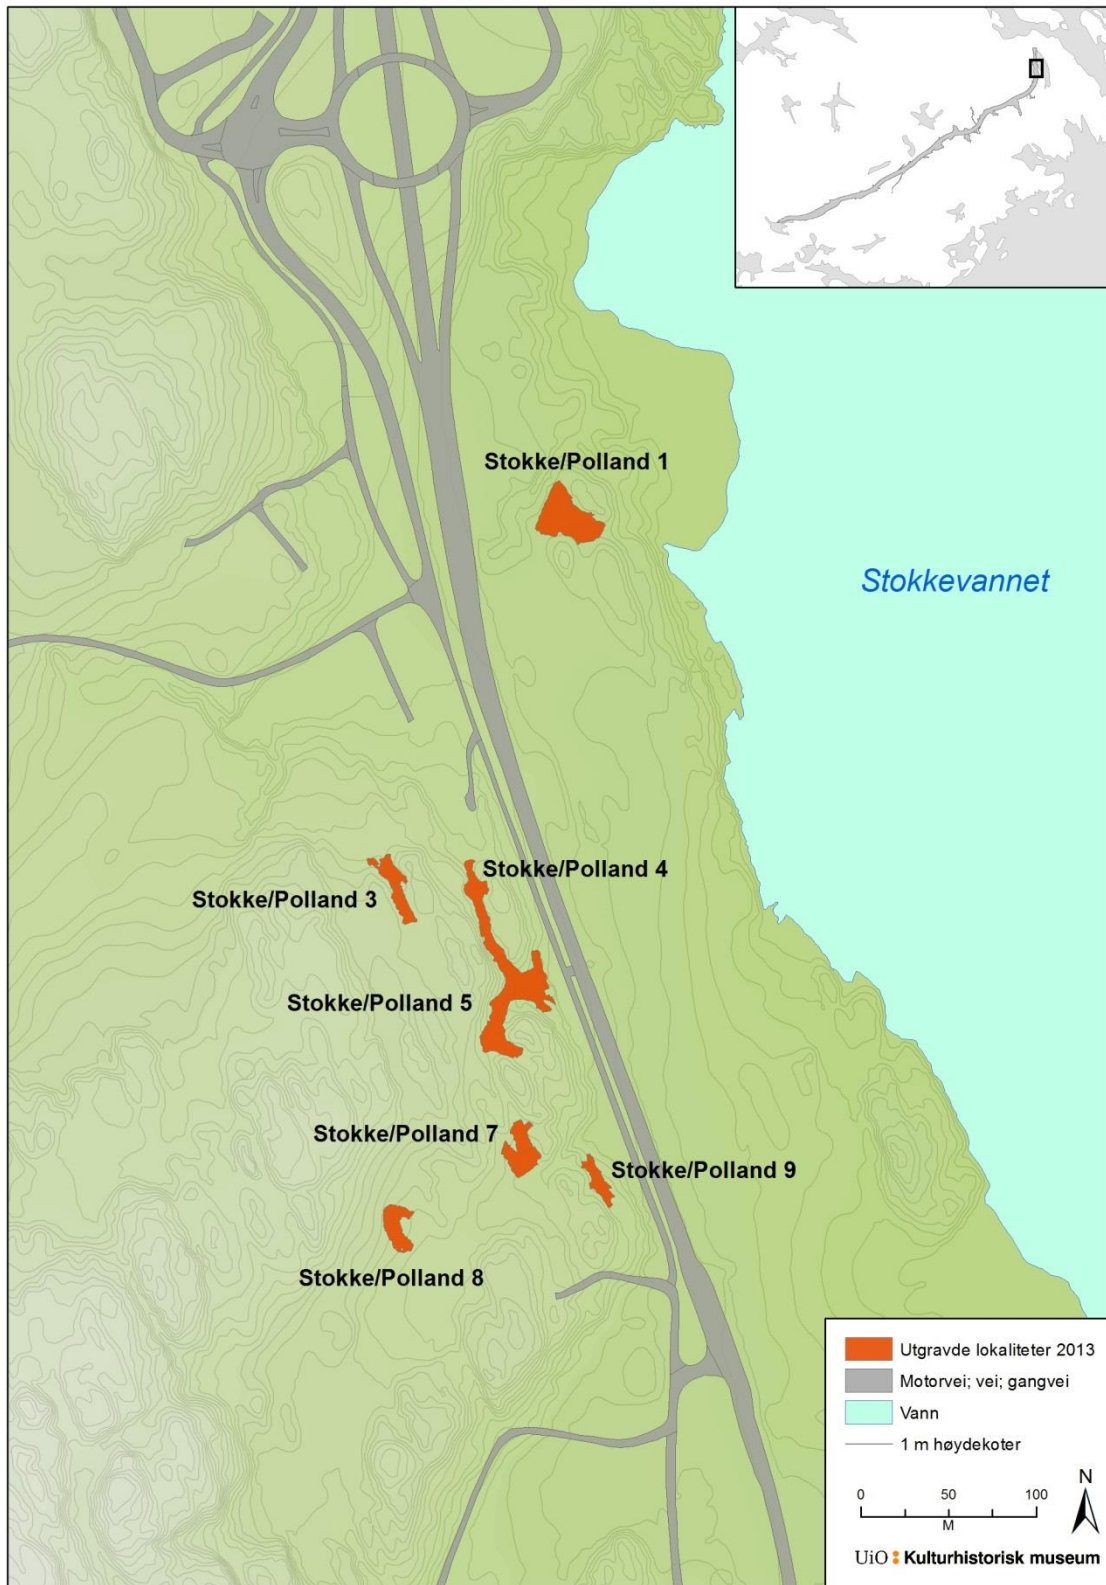 Stokke/Polland 1
Stokkevannet
Stokke/Polland 4
Stokke/Polland 3
Stokke/Polland 5
Stokke/Polland 7
Stokke/Polland 9
Stokke/Polland 8
Utgravde lokaliteter 2013
Motorvei; vei; gangvei
Vann
1 m høydekoter
N
0 50 100
M
UiO Kulturhistorisk museum